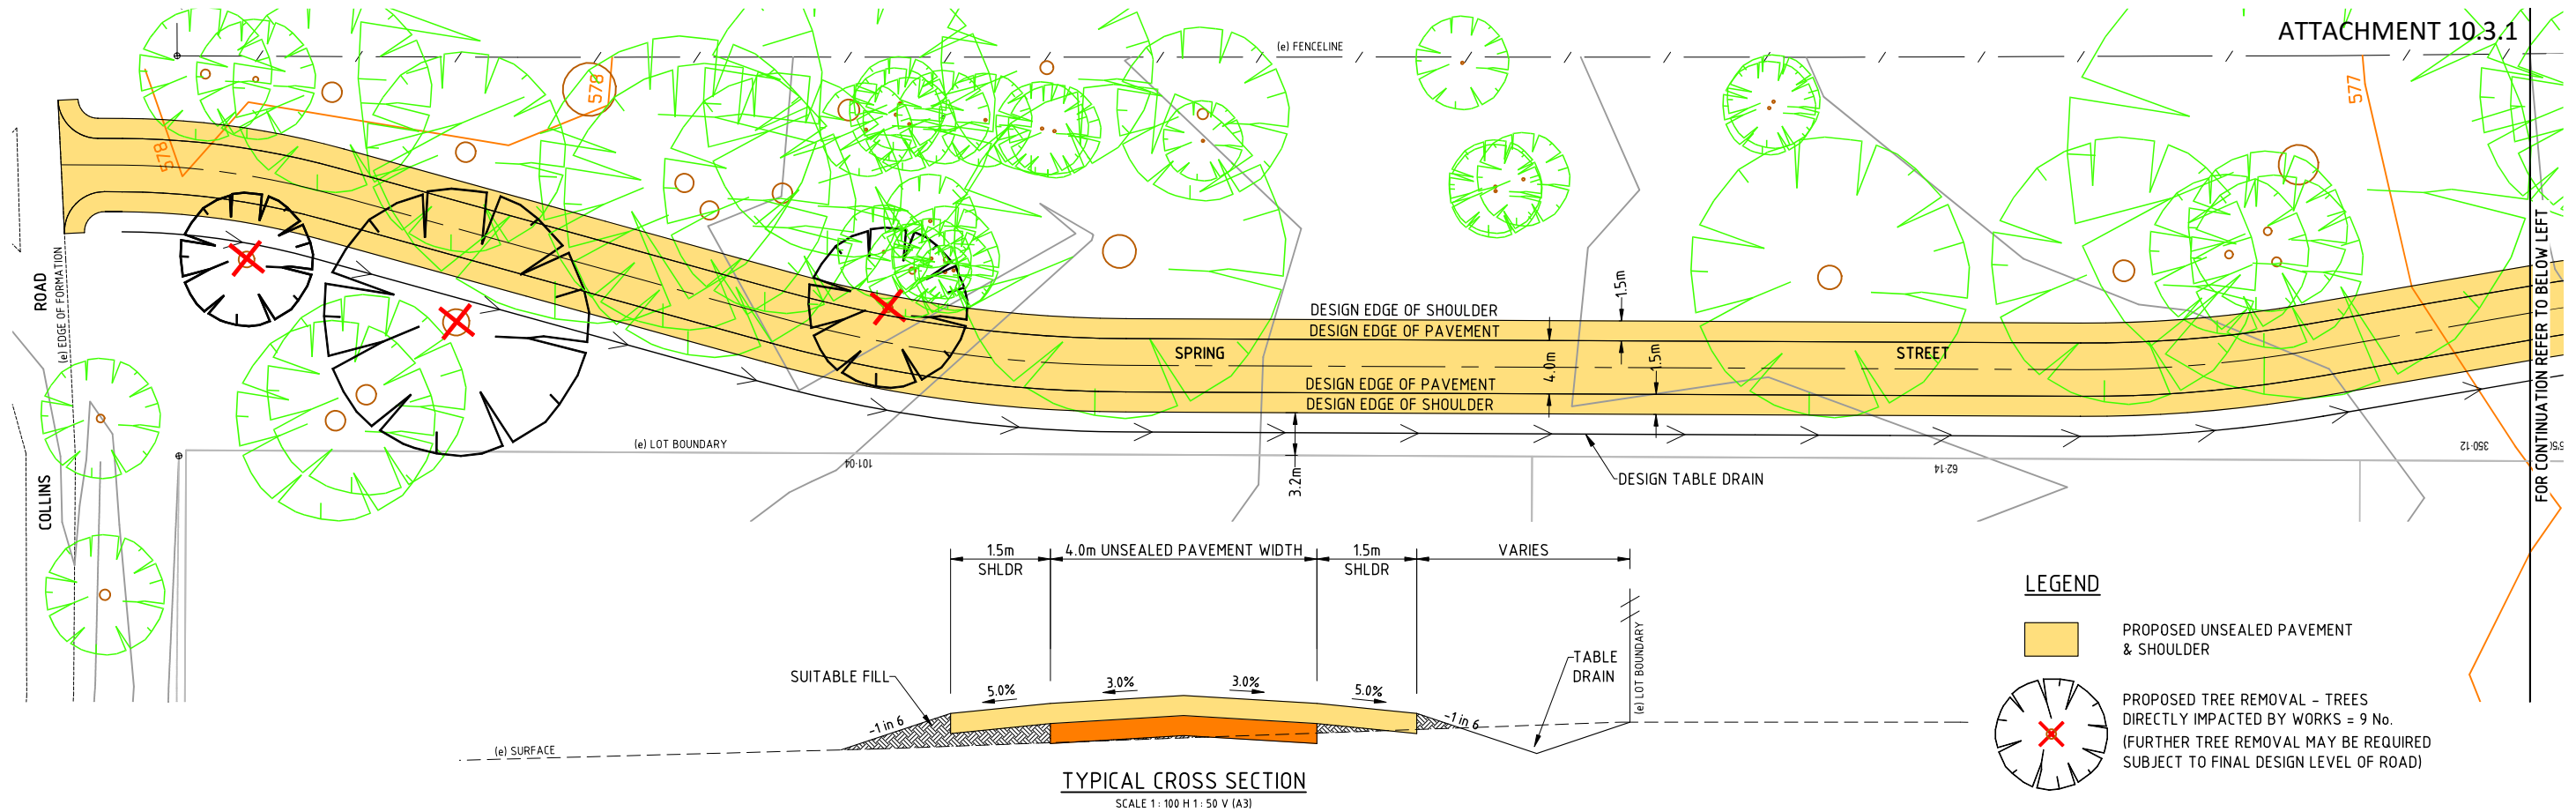 ATTACHMENT 10.3.1
(e) FENCELINE
578
578
577
ROAD
COLLINS
(e) EDGE OF FORMATION
DESIGN EDGE OF SHOULDER
DESIGN EDGE OF PAVEMENT
SPRING
STREET
DESIGN EDGE OF PAVEMENT
DESIGN EDGE OF SHOULDER
1.5m
4.0m
1.5m
3.2m
(e) LOT BOUNDARY
101·04
62·14
350·12
DESIGN TABLE DRAIN
FOR CONTINUATION REFER TO BELOW LEFT
1.5m
SHLDR
4.0m UNSEALED PAVEMENT WIDTH
1.5m
SHLDR
VARIES
SUITABLE FILL
5.0%
3.0%
3.0%
5.0%
~1 in 6
~1 in 6
TABLE
DRAIN
(e) LOT BOUNDARY
(e) SURFACE
TYPICAL CROSS SECTION
SCALE 1 : 100 H 1 : 50 V (A3)
LEGEND
PROPOSED UNSEALED PAVEMENT
& SHOULDER
PROPOSED TREE REMOVAL - TREES
DIRECTLY IMPACTED BY WORKS = 9 No.
(FURTHER TREE REMOVAL MAY BE REQUIRED
SUBJECT TO FINAL DESIGN LEVEL OF ROAD)